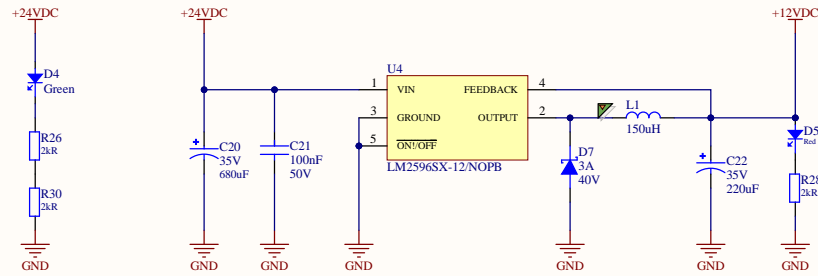 +24VDC
D4
Green
R26
2kR
R30
2kR
GND
+24VDC
C20
35V
680uF
GND
C21
100nF
50V
GND
U4
1 VIN FEEDBACK 4
3 GROUND OUTPUT 2
5 ON!/OFF
LM2596SX-12/NOPB
GND
D7
3A
40V
GND
L1
150uH
C22
35V
220uF
GND
+12VDC
D5
Red
R28
2kR
GND